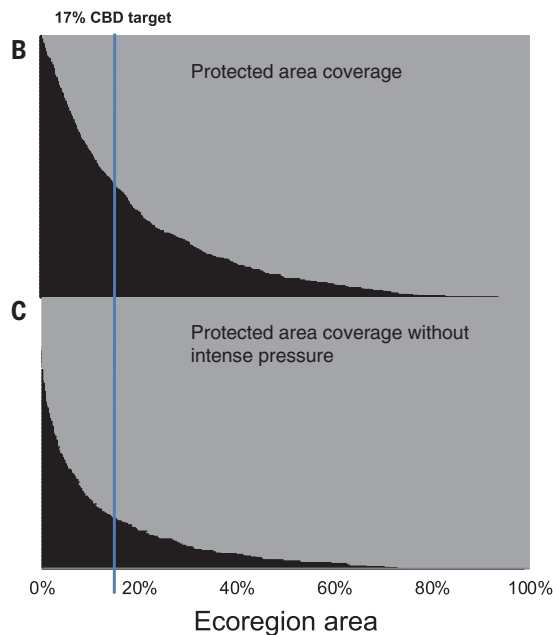 17% CBD target
B
Protected area coverage
C
Protected area coverage without
intense pressure
0% 20% 40% 60% 80% 100%
Ecoregion area